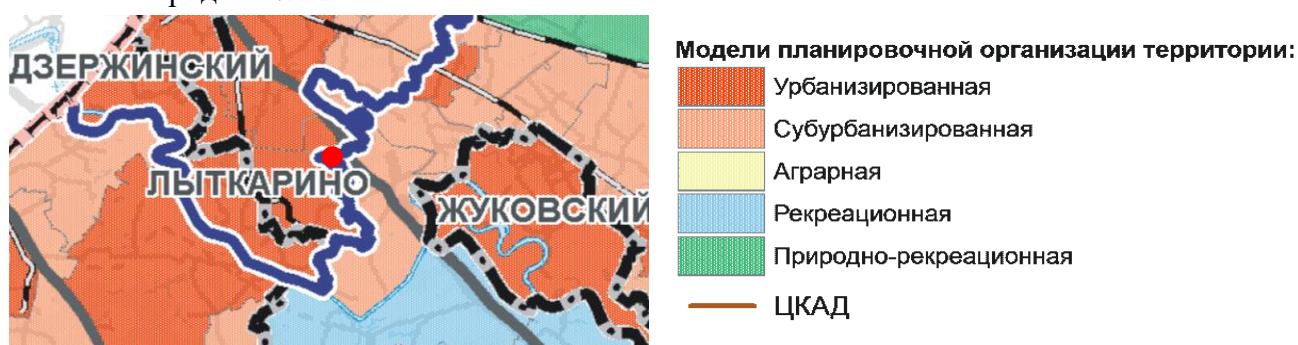 ДЗЕРЖИНСКИЙ
ЛЫТКАРИНО
ЖУКОВСКИЙ
Модели планировочной организации территории:
Урбанизированная
Субурбанизированная
Аграрная
Рекреационная
Природно-рекреационная
ЦКАД